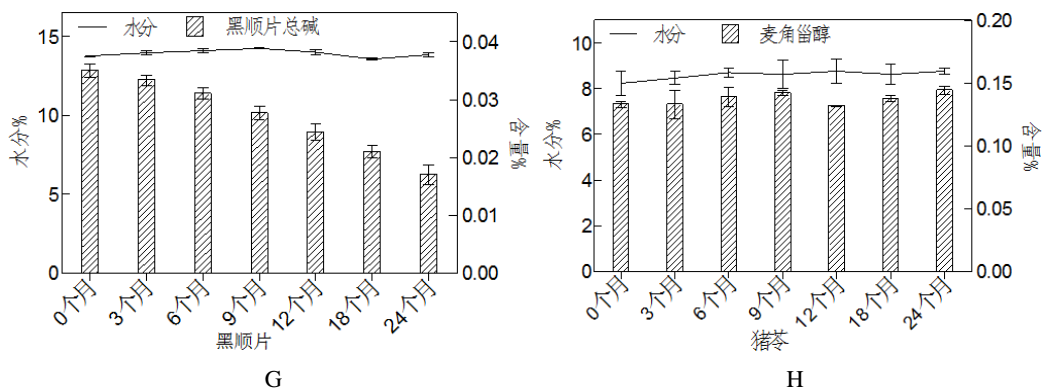 水分
黑顺片总碱
水分%
15
10
5
0
0.04
0.03
0.02
0.01
0.00
含量%
0个月
3个月
6个月
9个月
12个月
18个月
24个月
黑顺片
G
水分
麦角甾醇
水分%
10
8
6
4
2
0
0.20
0.15
0.10
0.15
0.00
含量%
0个月
3个月
6个月
9个月
12个月
18个月
24个月
猪苓
H